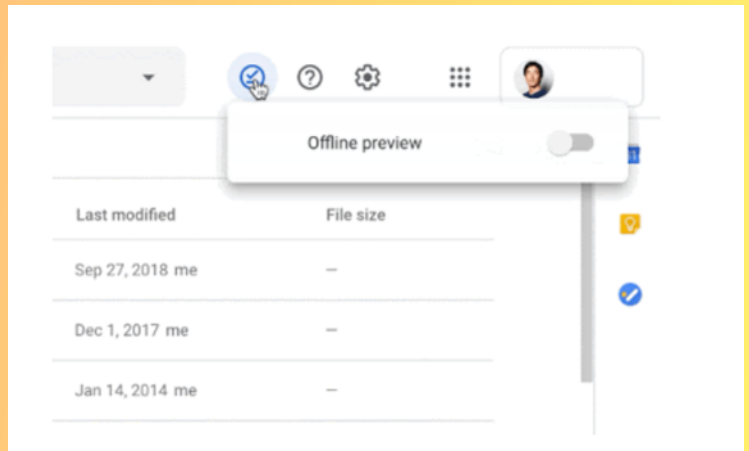 Offline preview
Last modified File size
Sep 27, 2018 me —
Dec 1, 2017 me —
Jan 14, 2014 me —